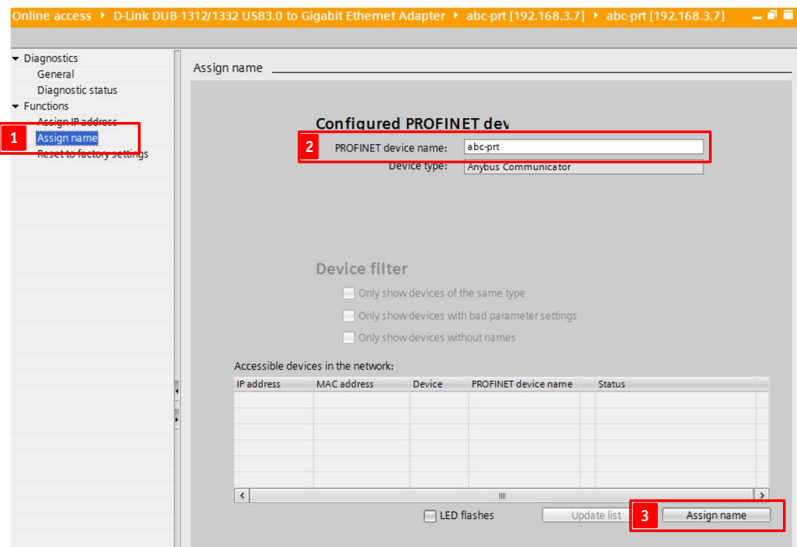 Online access ▸ D-Link DUB-1312/1332 USB3.0 to Gigabit Ethernet Adapter ▸ abc-prt [192.168.3.7] ▸ abc-prt [192.168.3.7]
Diagnostics
General
Diagnostic status
Functions
Assign IP address
1 Assign name
Reset to factory settings
Assign name
Configured PROFINET dev
2 PROFINET device name: abc-prt
Device type: Anybus Communicator
Device filter
Only show devices of the same type
Only show devices with bad parameter settings
Only show devices without names
Accessible devices in the network:
IP address MAC address Device PROFINET device name Status
LED flashes Update list 3 Assign name